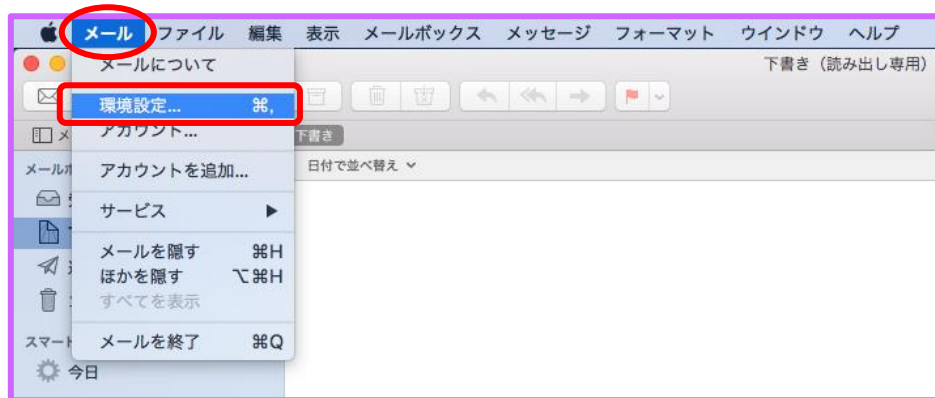 メール ファイル 編集 表示 メールボックス メッセージ フォーマット ウインドウ ヘルプ
メールについて
下書き（読み出し専用）
環境設定... ⌘,
アカウント...
下書き
アカウントを追加...
日付で並べ替え
サービス
メールを隠す ⌘H
ほかを隠す ⌥⌘H
すべてを表示
メールを終了 ⌘Q
今日